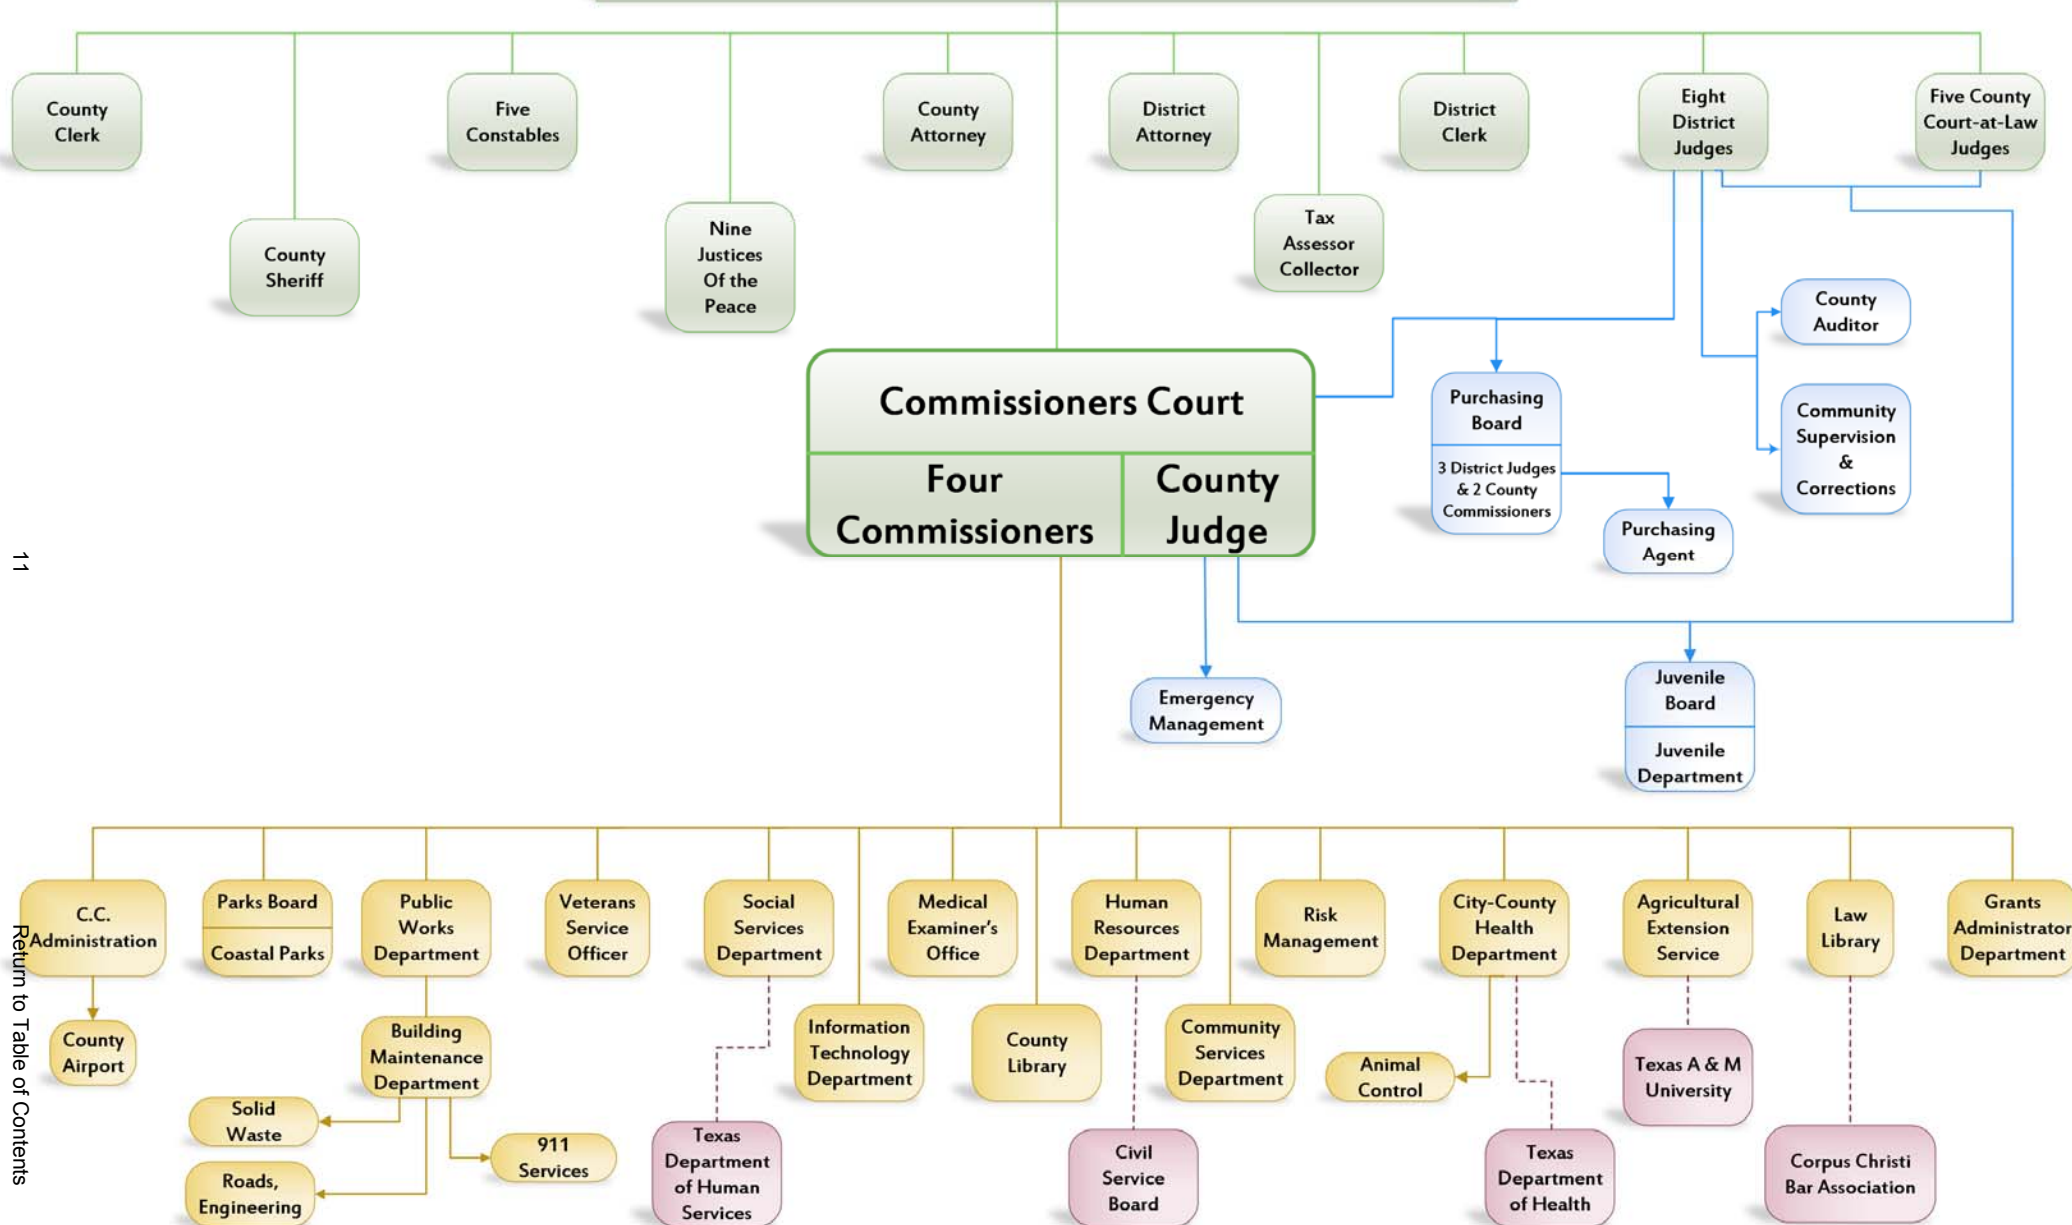 County
Clerk
Five
Constables
County
Attorney
District
Attorney
District
Clerk
Eight
District
Judges
Five County
Court-at-Law
Judges
County
Sheriff
Nine
Justices
Of the
Peace
Tax
Assessor
Collector
County
Auditor
Commissioners Court
Four
Commissioners
County
Judge
Purchasing
Board
3 District Judges
& 2 County
Commissioners
Community
Supervision
&
Corrections
Purchasing
Agent
Emergency
Management
Juvenile
Board
Juvenile
Department
C.C.
Administration
Parks Board
Coastal Parks
Public
Works
Department
Veterans
Service
Officer
Social
Services
Department
Medical
Examiner's
Office
Human
Resources
Department
Risk
Management
City-County
Health
Department
Agricultural
Extension
Service
Law
Library
Grants
Administrator
Department
County
Airport
Building
Maintenance
Department
Information
Technology
Department
County
Library
Community
Services
Department
Animal
Control
Texas A & M
University
Solid
Waste
911
Services
Roads,
Engineering
Texas
Department
of Human
Services
Civil
Service
Board
Texas
Department
of Health
Corpus Christi
Bar Association
11
Return to Table of Contents